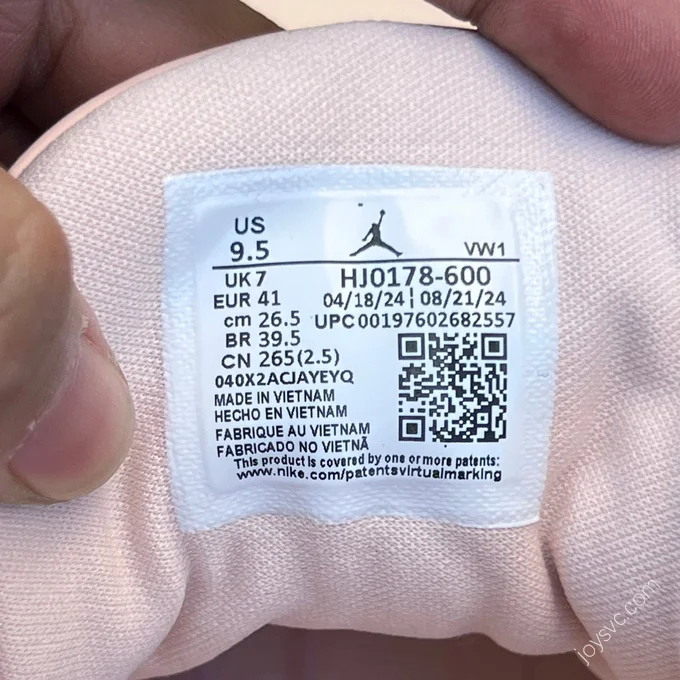 US
9.5
VW1
UK 7
HJ0178-600
EUR 41
04/18/24 | 08/21/24
cm 26.5
UPC00197602682557
BR 39.5
CN 265(2.5)
040X2ACJAYEYQ
MADE IN VIETNAM
HECHO EN VIETNAM
FABRIQUE AU VIETNAM
FABRICADO NO VIETNÃ
This product is covered by one or more patents:
www.nike.com/patentsvirtualmarking
joysvc.com